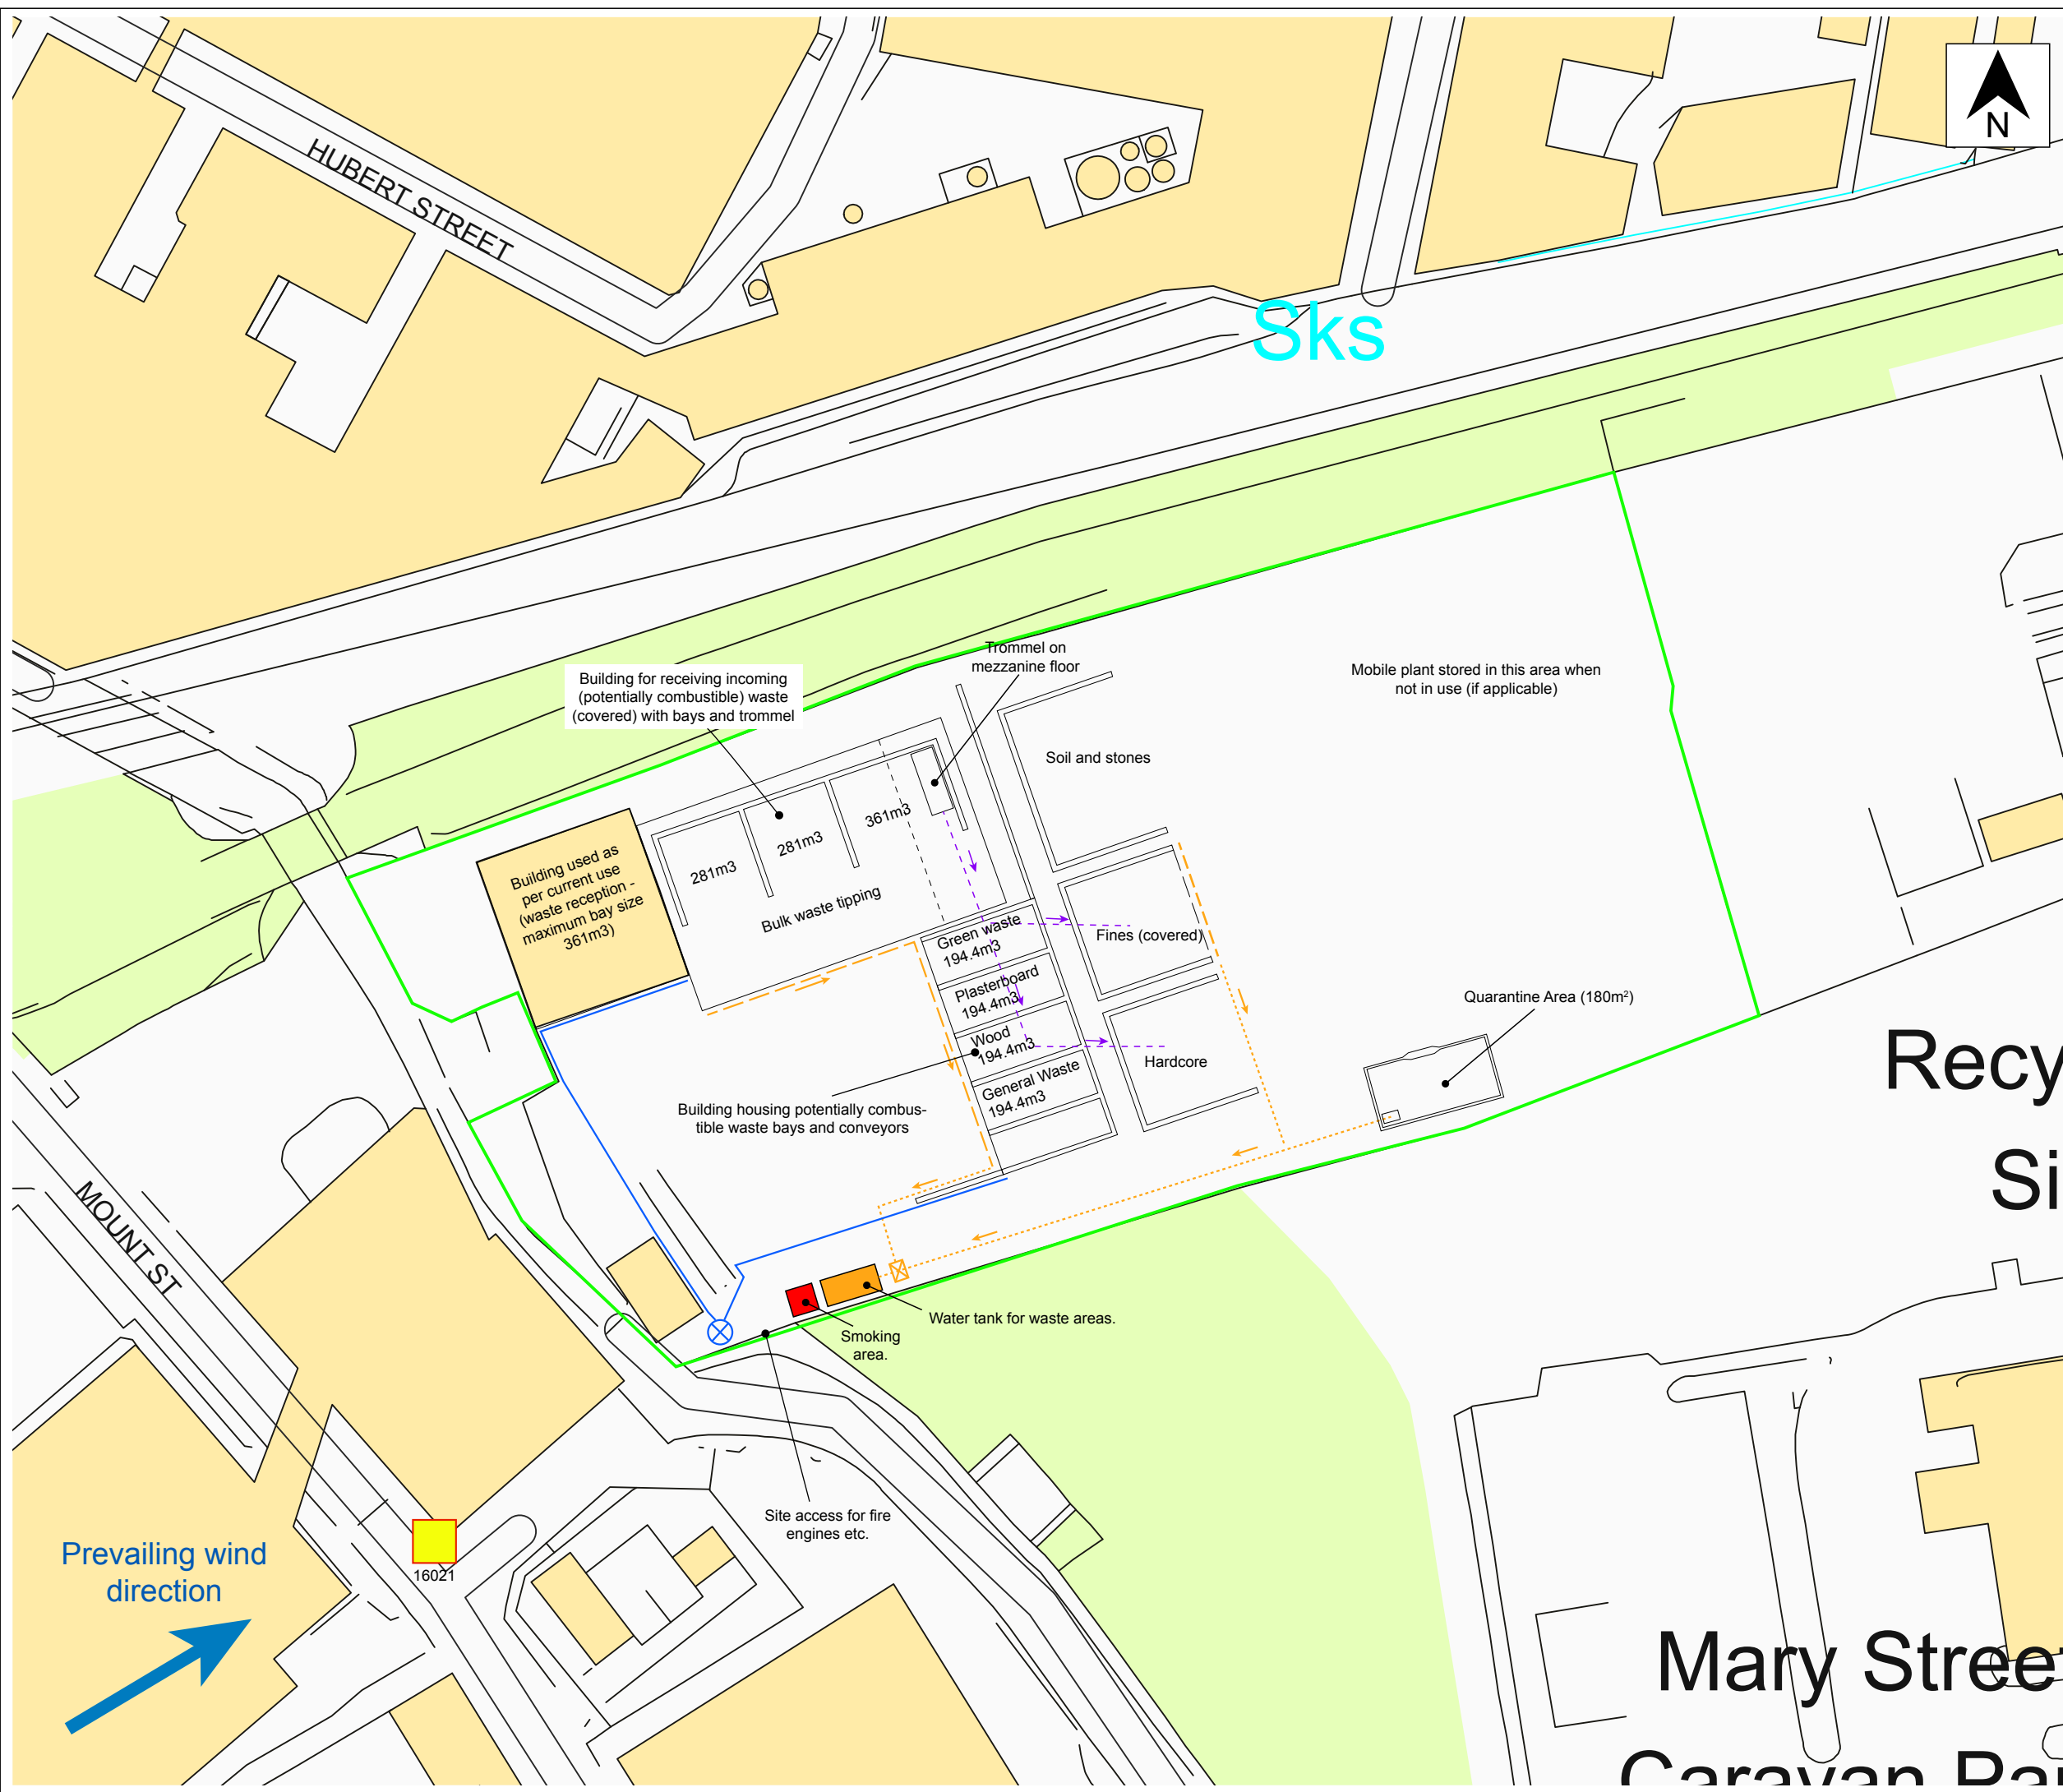 N
HUBERT STREET
Sks
Trommel on
mezzanine floor
Building for receiving incoming
(potentially combustible) waste
(covered) with bays and trommel
Mobile plant stored in this area when
not in use (if applicable)
Soil and stones
361m3
281m3
281m3
Building used as
per current use
(waste reception -
maximum bay size
361m3)
Bulk waste tipping
Green waste
194.4m3
Fines (covered)
Plasterboard
194.4m3
Quarantine Area (180m²)
Wood
194.4m3
Hardcore
General Waste
194.4m3
Building housing potentially combus-
tible waste bays and conveyors
Recy
Si
MOUNT ST
Water tank for waste areas.
Smoking
area.
Site access for fire
engines etc.
Prevailing wind
direction
16021
Mary Stree
Caravan Par